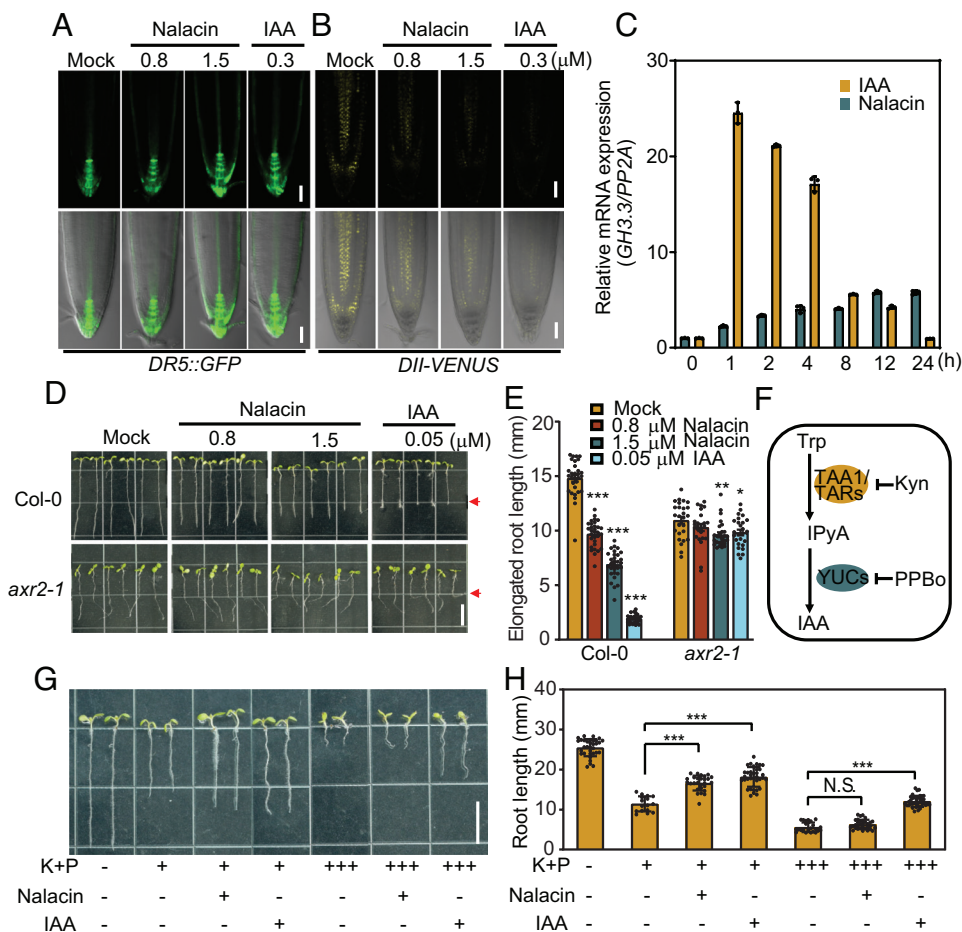 A
Nalacin
IAA
Mock
0.8
1.5
0.3
DR5::GFP
B
Nalacin
IAA
Mock
0.8
1.5
0.3 (μM)
DII-VENUS
C
Relative mRNA expression
(GH3.3/PP2A)
30
20
10
0
IAA
Nalacin
0 1 2 4 8 12 24 (h)
D
Nalacin
IAA
Mock
0.8
1.5
0.05 (μM)
Col-0
axr2-1
E
Elongated root length (mm)
20
15
10
5
0
Mock
0.8 μM Nalacin
1.5 μM Nalacin
0.05 μM IAA
***
***
***
**
*
Col-0
axr2-1
F
Trp
TAA1/
TARs
Kyn
IPyA
YUCs
PPBo
IAA
G
K+P - + + + +++ +++ +++
Nalacin - - + - - + -
IAA - - - + - - +
H
Root length (mm)
40
30
20
10
0
***
***
***
N.S.
K+P - + + + +++ +++ +++
Nalacin - - + - - + -
IAA - - - + - - +